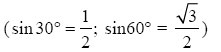 (sin 30° = 1/2; sin60° = √3/2)